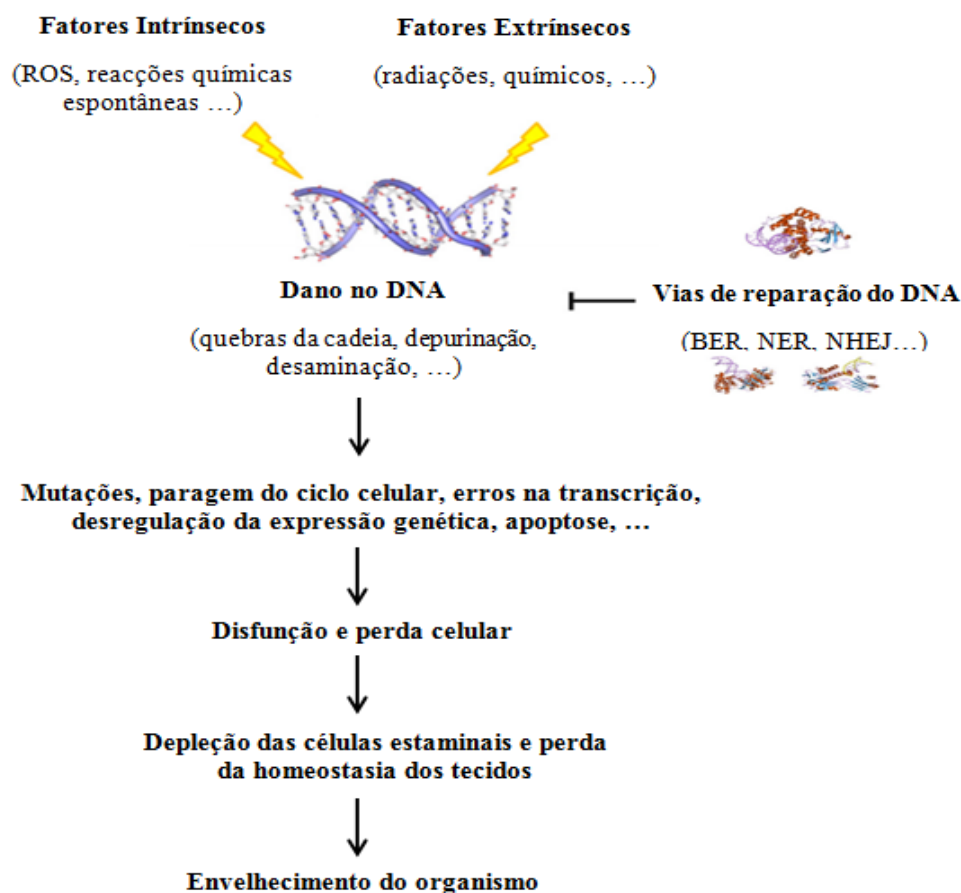 Fatores Intrínsecos
(ROS, reacções químicas
espontâneas …)
Fatores Extrínsecos
(radiações, químicos, …)
Dano no DNA
(quebras da cadeia, depurinação,
desaminação, …)
Vias de reparação do DNA
(BER, NER, NHEJ…)
Mutações, paragem do ciclo celular, erros na transcrição,
desregulação da expressão genética, apoptose, …
Disfunção e perda celular
Depleção das células estaminais e perda
da homeostasia dos tecidos
Envelhecimento do organismo